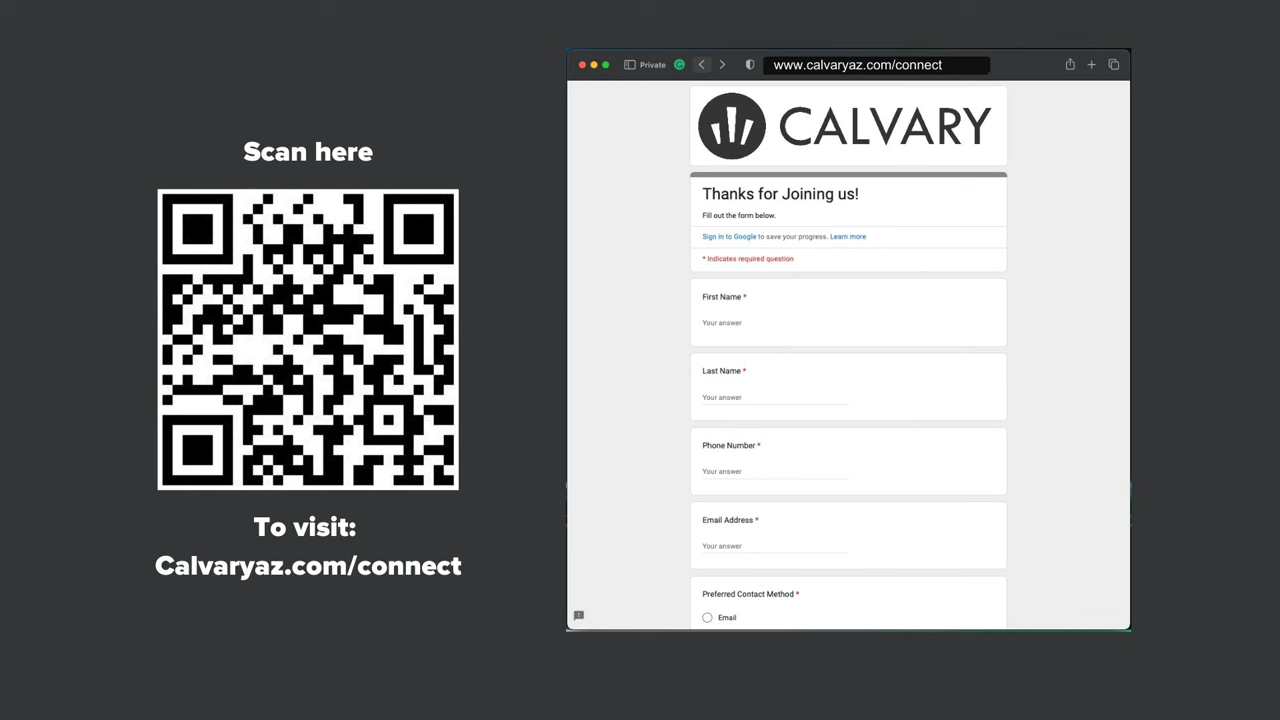 Scan here
To visit:
Calvaryaz.com/connect
Private
www.calvaryaz.com/connect
CALVARY
Thanks for Joining us!
Fill out the form below.
Sign in to Google to save your progress. Learn more
* Indicates required question
First Name *
Your answer
Last Name *
Your answer
Phone Number *
Your answer
Email Address *
Your answer
Preferred Contact Method *
Email